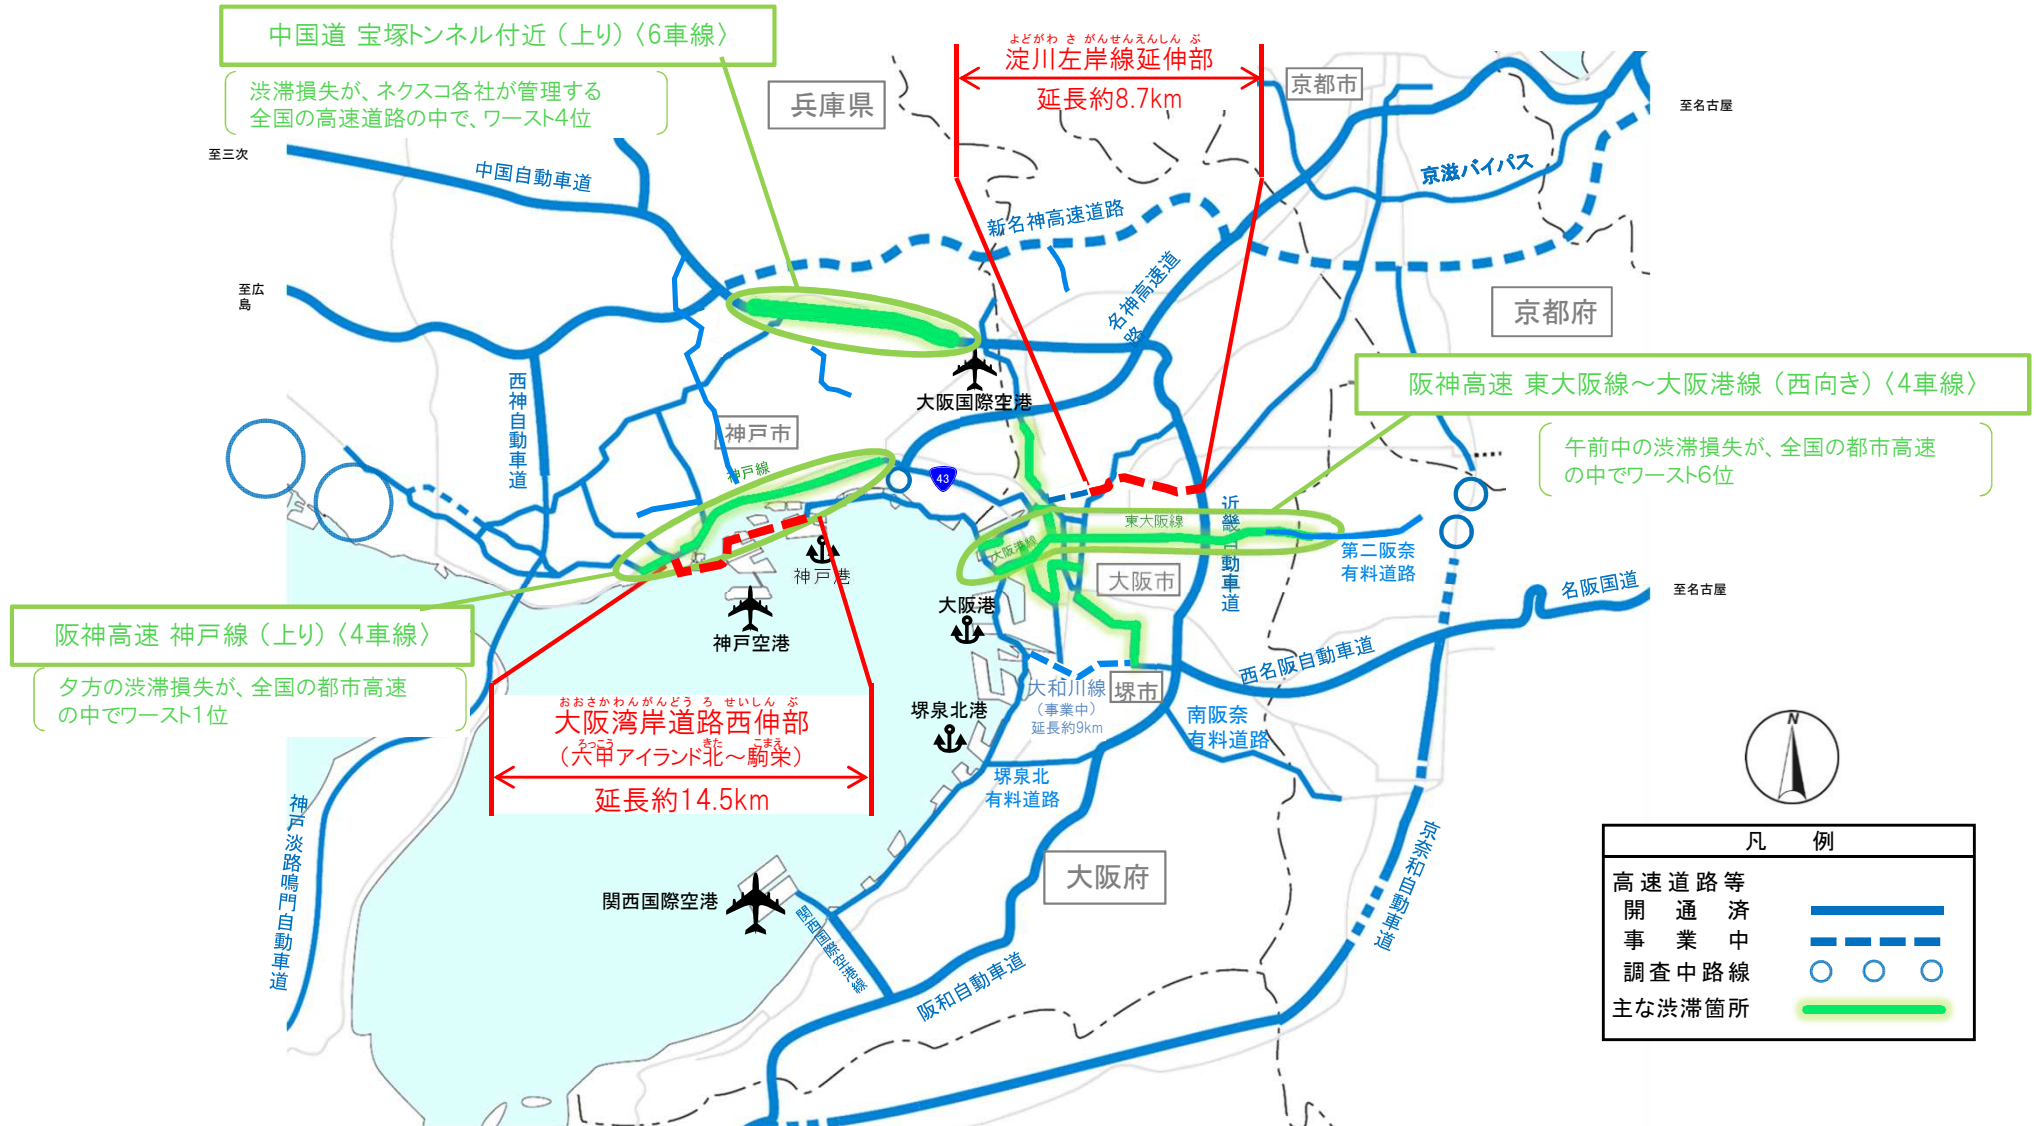 中国道 宝塚トンネル付近（上り）〈6車線〉
渋滞損失が、ネクスコ各社が管理する
全国の高速道路の中で、ワースト4位
よどがわ さ がんせんえんしん ぶ
淀川左岸線延伸部
延長約8.7km
兵庫県
京都市
至名古屋
至三次
中国自動車道
京滋バイパス
新名神高速道路
名神高速道
路
至広
島
京都府
西神自動車道
大阪国際空港
阪神高速 東大阪線～大阪港線（西向き）〈4車線〉
午前中の渋滞損失が、全国の都市高速
の中でワースト6位
神戸市
神戸線
43
近畿自動車道
東大阪線
大阪港線
第二阪奈
有料道路
神戸港
大阪市
名阪国道
至名古屋
大阪港
神戸空港
阪神高速 神戸線（上り）〈4車線〉
夕方の渋滞損失が、全国の都市高速
の中でワースト1位
西名阪自動車道
大和川線
（事業中）
延長約9km
堺市
南阪奈
有料道路
おおさかわんがんどう ろ せいしん ぶ
大阪湾岸道路西伸部
ろっこう きた こまえ
（六甲アイランド北～駒栄）
延長約14.5km
堺泉北港
堺泉北
有料道路
神戸淡路鳴門自動車道
京奈和自動車道
大阪府
関西国際空港
関西国際空港線
阪和自動車道
N
凡 例
高速道路等
開 通 済
事 業 中
調査中路線
主な渋滞箇所